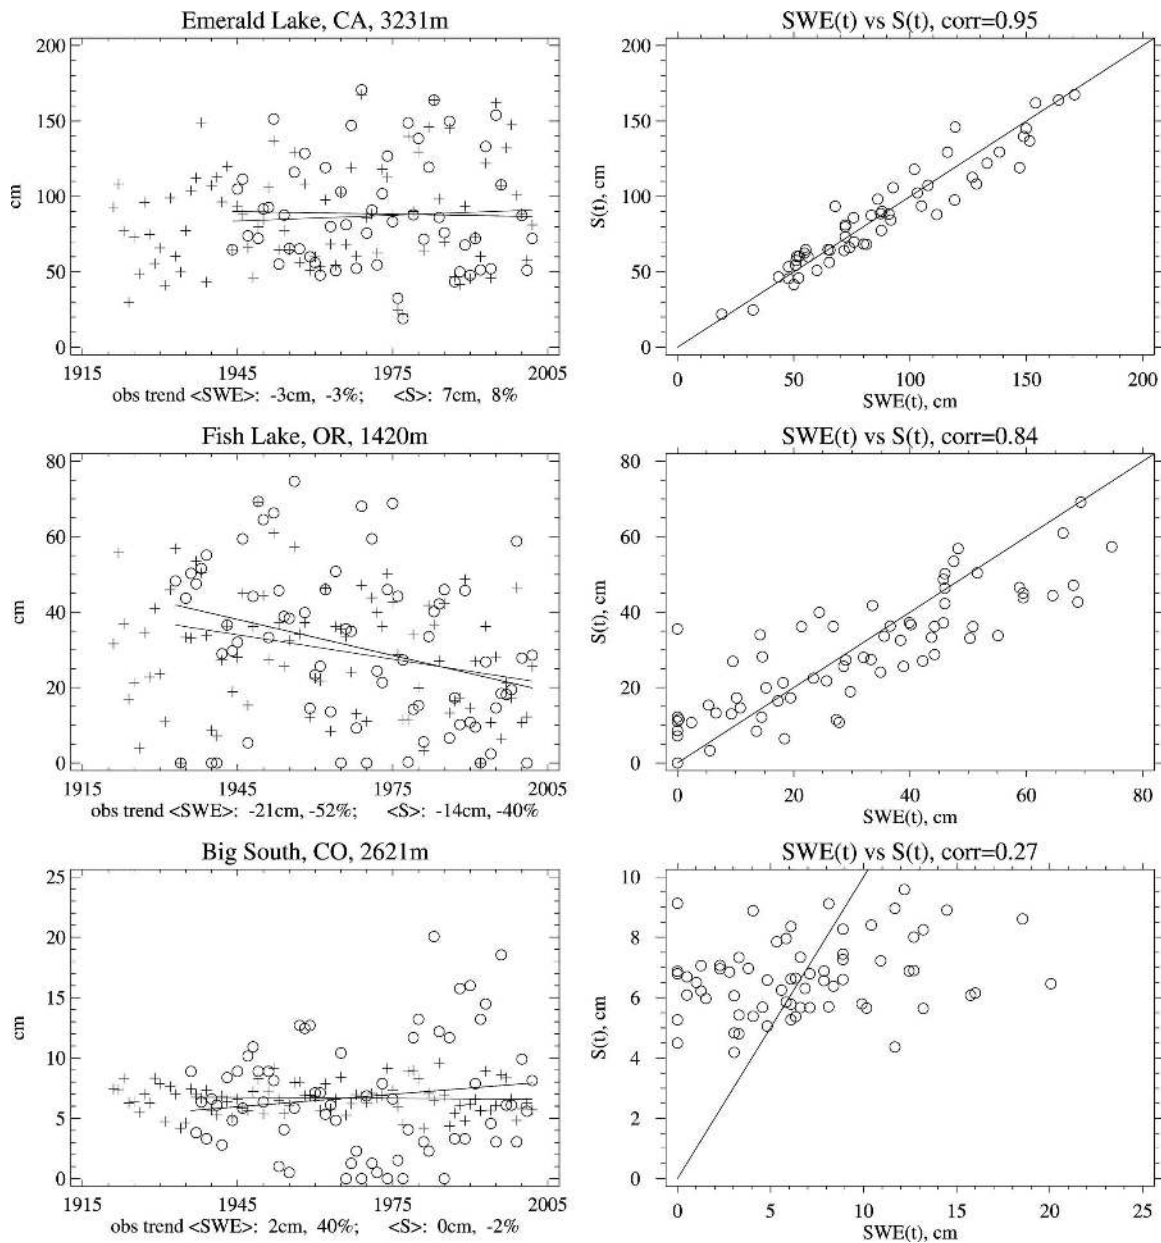 Emerald Lake, CA, 3231m
200
150
100
50
0
cm
1915 1945 1975 2005
obs trend <SWE>: -3cm, -3%; <S>: 7cm, 8%
SWE(t) vs S(t), corr=0.95
200
150
100
50
0
S(t), cm
0 50 100 150 200
SWE(t), cm
Fish Lake, OR, 1420m
80
60
40
20
0
cm
1915 1945 1975 2005
obs trend <SWE>: -21cm, -52%; <S>: -14cm, -40%
SWE(t) vs S(t), corr=0.84
80
60
40
20
0
S(t), cm
0 20 40 60 80
SWE(t), cm
Big South, CO, 2621m
25
20
15
10
5
0
cm
1915 1945 1975 2005
obs trend <SWE>: 2cm, 40%; <S>: 0cm, -2%
SWE(t) vs S(t), corr=0.27
10
8
6
4
2
0
S(t), cm
0 5 10 15 20 25
SWE(t), cm